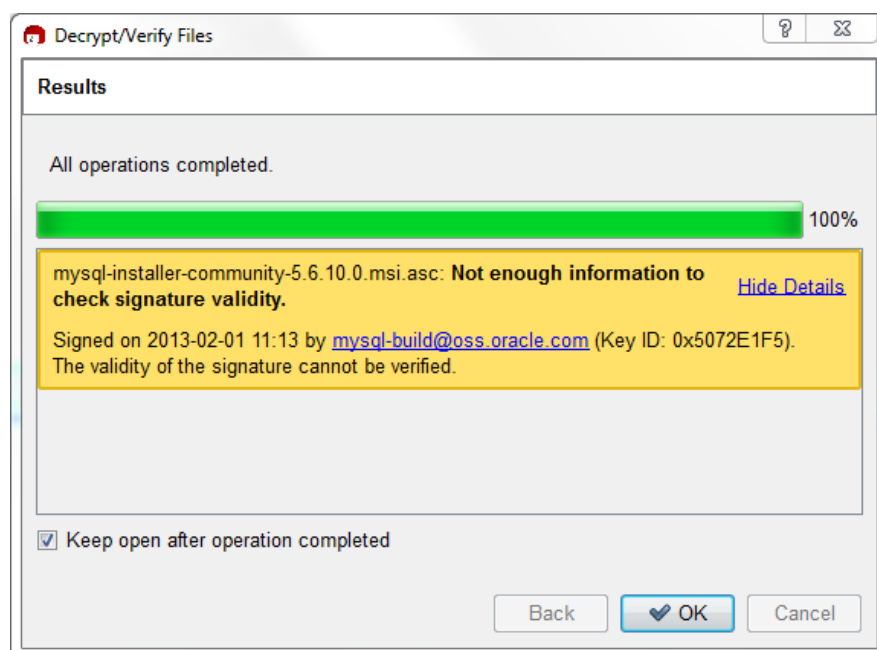 Decrypt/Verify Files
Results
All operations completed.
100%
mysql-installer-community-5.6.10.0.msi.asc: Not enough information to
check signature validity.
Hide Details
Signed on 2013-02-01 11:13 by mysql-build@oss.oracle.com (Key ID: 0x5072E1F5).
The validity of the signature cannot be verified.
Keep open after operation completed
Back
OK
Cancel